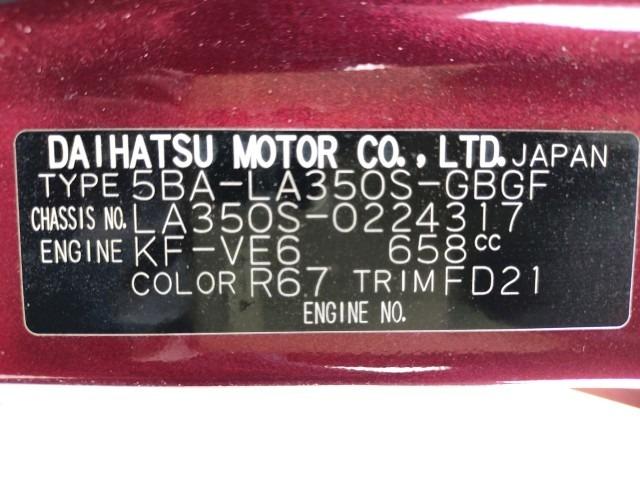 DAIHATSU MOTOR CO., LTD. JAPAN
TYPE 5BA-LA350S-GBGF
CHASSIS NO. LA350S-0224317
ENGINE KF-VE6 658cc
COLOR R67 TRIM FD21
ENGINE NO.